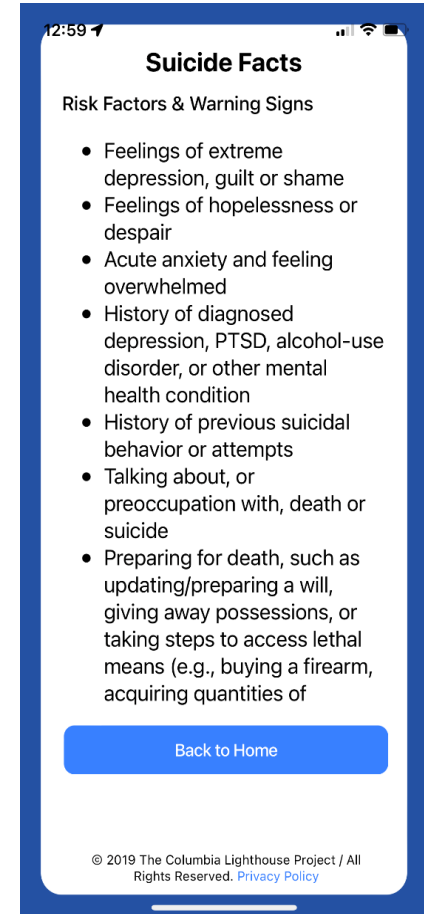 12:59
Suicide Facts
Risk Factors & Warning Signs
• Feelings of extreme
depression, guilt or shame
• Feelings of hopelessness or
despair
• Acute anxiety and feeling
overwhelmed
• History of diagnosed
depression, PTSD, alcohol-use
disorder, or other mental
health condition
• History of previous suicidal
behavior or attempts
• Talking about, or
preoccupation with, death or
suicide
• Preparing for death, such as
updating/preparing a will,
giving away possessions, or
taking steps to access lethal
means (e.g., buying a firearm,
acquiring quantities of
Back to Home
© 2019 The Columbia Lighthouse Project / All
Rights Reserved. Privacy Policy